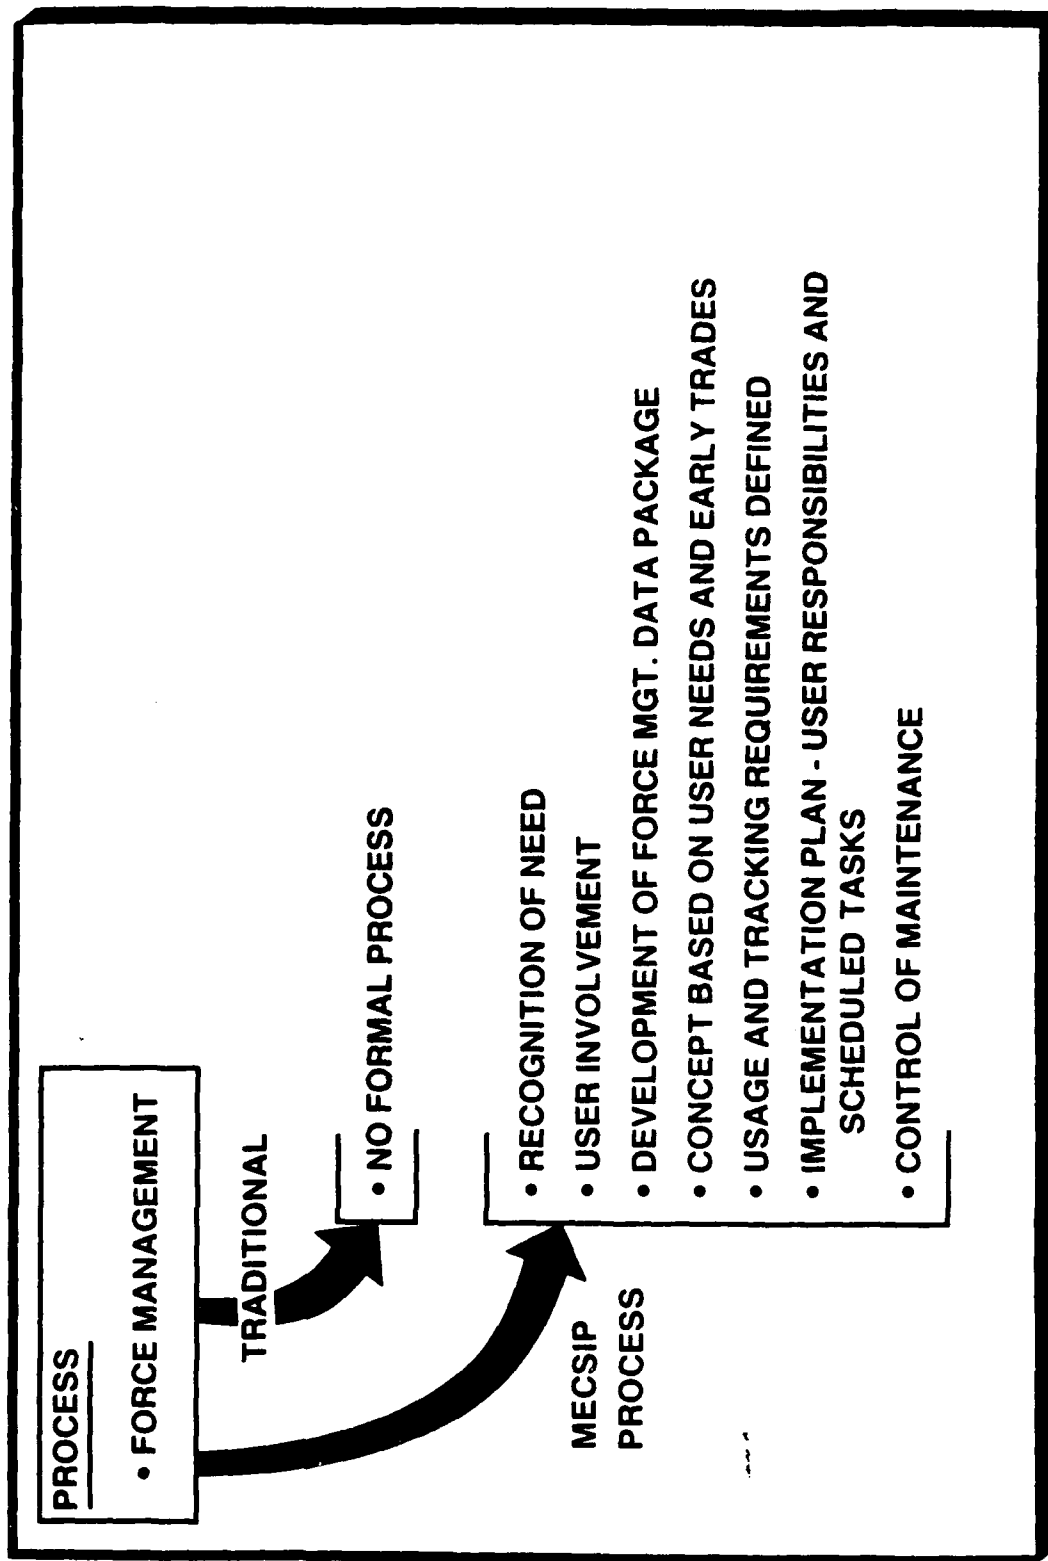 PROCESS
• FORCE MANAGEMENT
TRADITIONAL
• NO FORMAL PROCESS
MECSIP
PROCESS
• RECOGNITION OF NEED
• USER INVOLVEMENT
• DEVELOPMENT OF FORCE MGT. DATA PACKAGE
• CONCEPT BASED ON USER NEEDS AND EARLY TRADES
• USAGE AND TRACKING REQUIREMENTS DEFINED
• IMPLEMENTATION PLAN - USER RESPONSIBILITIES AND
SCHEDULED TASKS
• CONTROL OF MAINTENANCE